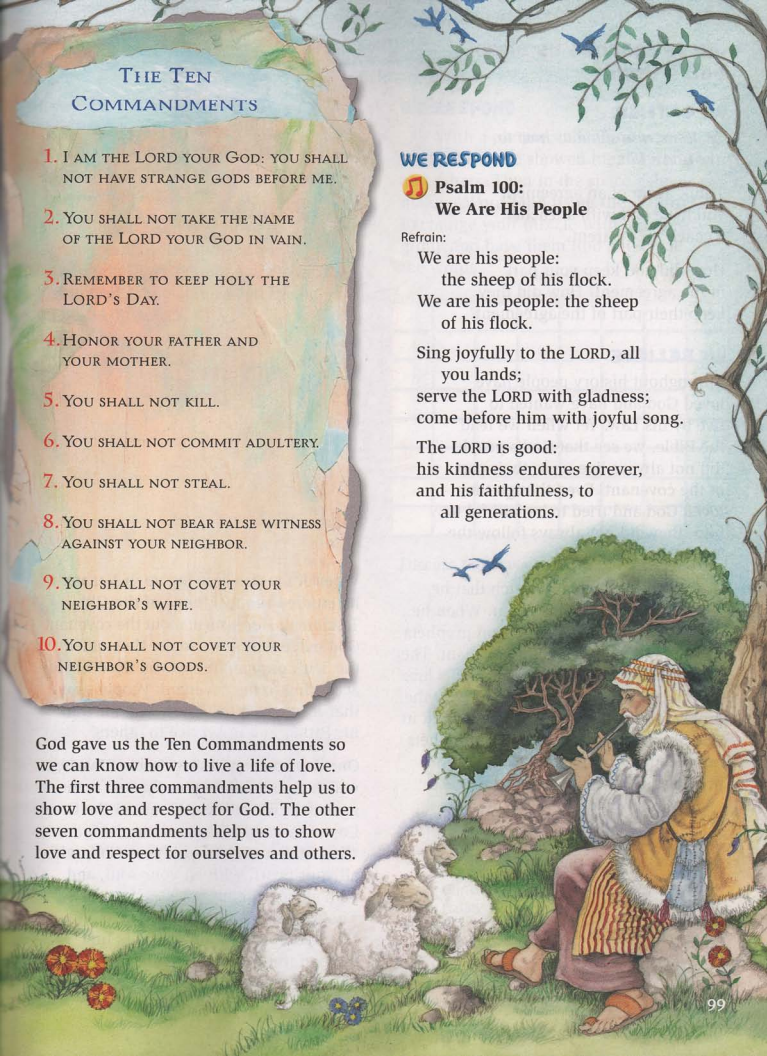 THE TEN
COMMANDMENTS
1. I AM THE LORD YOUR GOD: YOU SHALL
NOT HAVE STRANGE GODS BEFORE ME.
2. YOU SHALL NOT TAKE THE NAME
OF THE LORD YOUR GOD IN VAIN.
3. REMEMBER TO KEEP HOLY THE
LORD'S DAY.
4. HONOR YOUR FATHER AND
YOUR MOTHER.
5. YOU SHALL NOT KILL.
6. YOU SHALL NOT COMMIT ADULTERY.
7. YOU SHALL NOT STEAL.
8. YOU SHALL NOT BEAR FALSE WITNESS
AGAINST YOUR NEIGHBOR.
9. YOU SHALL NOT COVET YOUR
NEIGHBOR'S WIFE.
10. YOU SHALL NOT COVET YOUR
NEIGHBOR'S GOODS.
God gave us the Ten Commandments so
we can know how to live a life of love.
The first three commandments help us to
show love and respect for God. The other
seven commandments help us to show
love and respect for ourselves and others.
WE RESPOND
Psalm 100:
We Are His People
Refrain:
We are his people:
the sheep of his flock.
We are his people: the sheep
of his flock.
Sing joyfully to the LORD, all
you lands;
serve the LORD with gladness;
come before him with joyful song.
The LORD is good:
his kindness endures forever,
and his faithfulness, to
all generations.
99